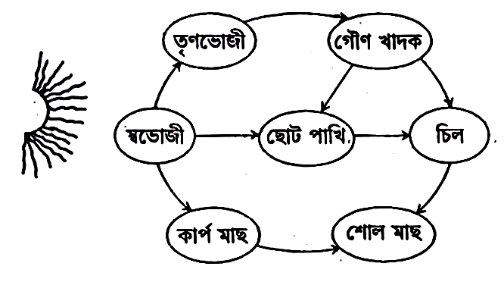 তৃণভোজী
গৌণ খাদক
স্বভোজী
ছোট পাখি
চিল
কার্প মাছ
শোল মাছ